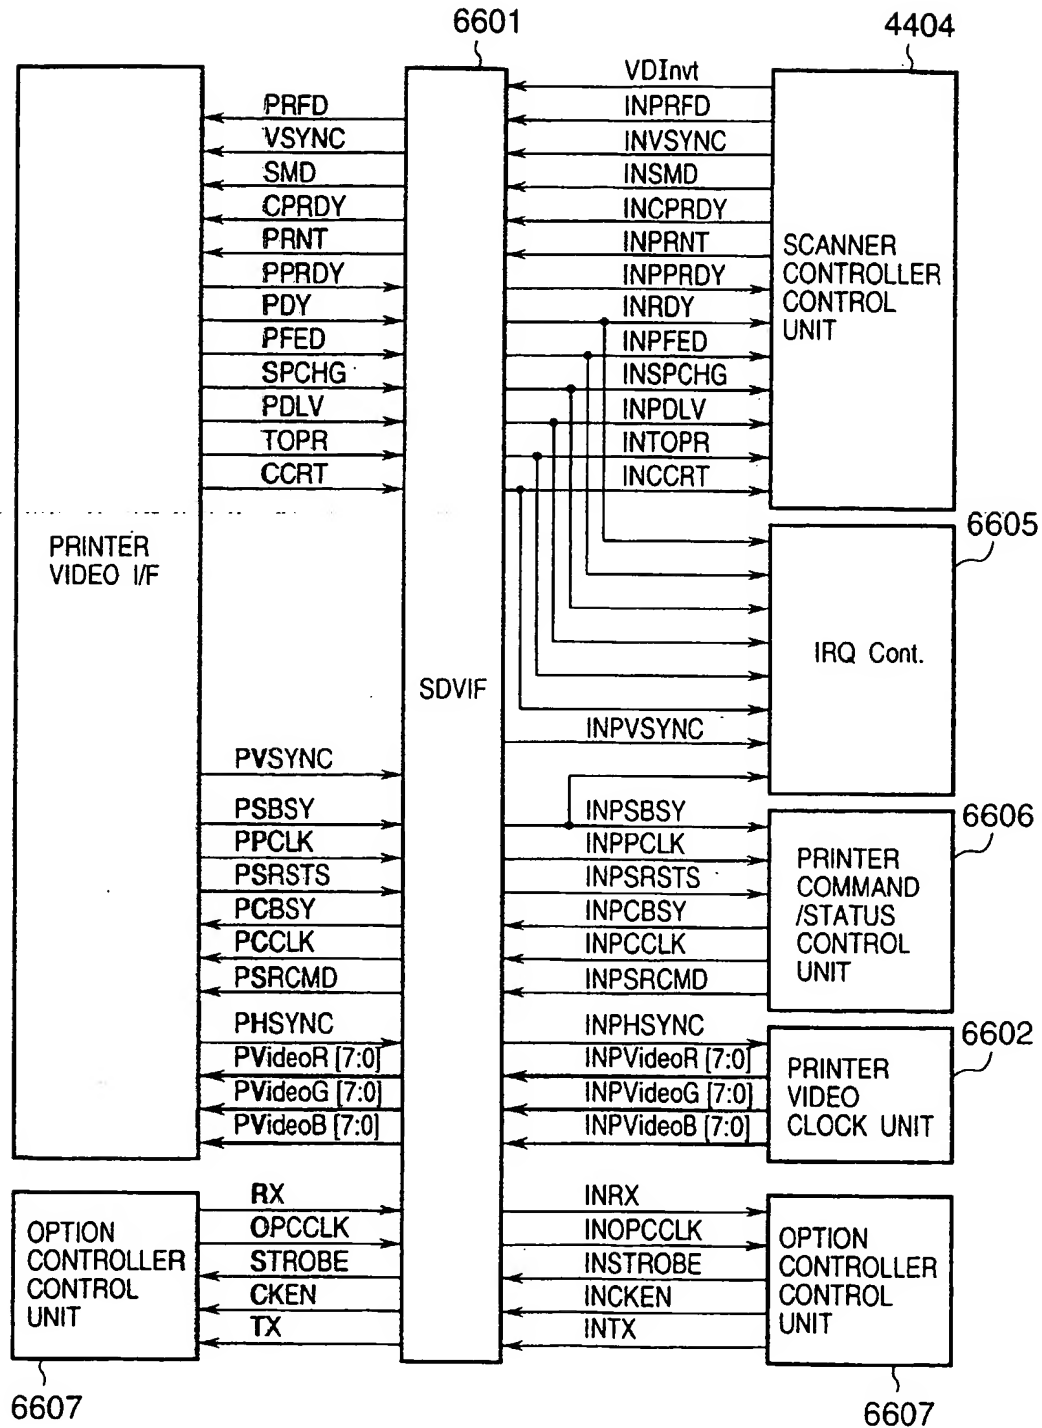 6601
4404
VDInvt
PRFD
INPRFD
VSYNC
INVSYNC
SMD
INSMD
CPRDY
INCPRDY
PRNT
INPRNT
PPRDY
INPPRDY
PDY
INRDY
PFED
INPFED
SPCHG
INSPCHG
PDLV
INPDLV
TOPR
INTOPR
CCRT
INCCRT
SCANNER
CONTROLLER
CONTROL
UNIT
6605
PRINTER
VIDEO I/F
IRQ Cont.
SDVIF
INPVSYNC
PVSYNC
PSBSY
INPSBSY
PPCLK
INPPCLK
PSRSTS
INPSRSTS
PCBSY
INPCBSY
PCCLK
INPCCLK
PSRCMD
INPSRCMD
6606
PRINTER
COMMAND
/STATUS
CONTROL
UNIT
PHSYNC
INPHSYNC
PVideoR [7:0]
INPVideoR [7:0]
PVideoG [7:0]
INPVideoG [7:0]
PVideoB [7:0]
INPVideoB [7:0]
6602
PRINTER
VIDEO
CLOCK UNIT
OPTION
CONTROLLER
CONTROL
UNIT
RX
INRX
OPCCLK
INOPCCLK
STROBE
INSTROBE
CKEN
INCKEN
TX
INTX
OPTION
CONTROLLER
CONTROL
UNIT
6607
6607